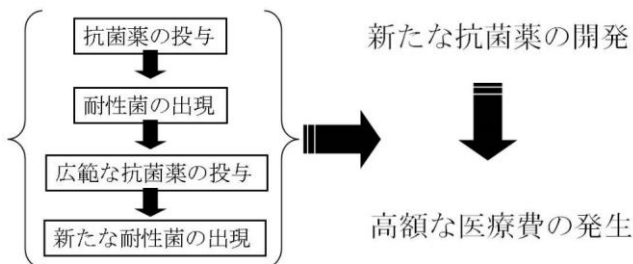 抗菌薬の投与
耐性菌の出現
広範な抗菌薬の投与
新たな耐性菌の出現
新たな抗菌薬の開発
高額な医療費の発生